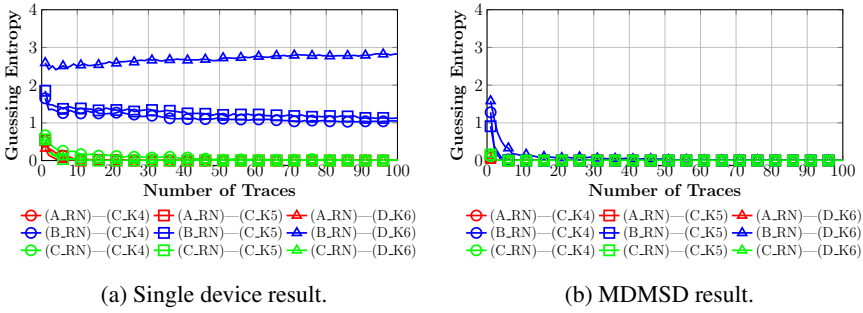 Guessing Entropy
4
3
2
1
0
0 10 20 30 40 50 60 70 80 90 100
Number of Traces
(A_RN)—(C_K4) (A_RN)—(C_K5) (A_RN)—(D_K6)
(B_RN)—(C_K4) (B_RN)—(C_K5) (B_RN)—(D_K6)
(C_RN)—(C_K4) (C_RN)—(C_K5) (C_RN)—(D_K6)
(a) Single device result.
Guessing Entropy
4
3
2
1
0
0 10 20 30 40 50 60 70 80 90 100
Number of Traces
(A_RN)—(C_K4) (A_RN)—(C_K5) (A_RN)—(D_K6)
(B_RN)—(C_K4) (B_RN)—(C_K5) (B_RN)—(D_K6)
(C_RN)—(C_K4) (C_RN)—(C_K5) (C_RN)—(D_K6)
(b) MDMSD result.